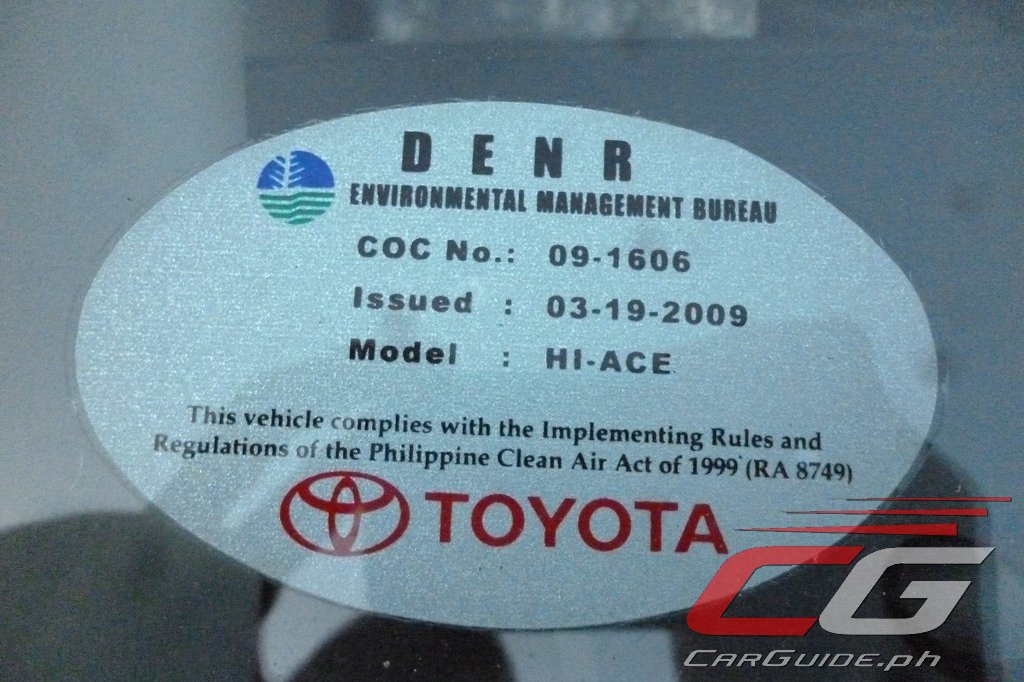 DENR
ENVIRONMENTAL MANAGEMENT BUREAU
COC No.: 09-1606
Issued : 03-19-2009
Model : HI-ACE
This vehicle complies with the Implementing Rules and
Regulations of the Philippine Clean Air Act of 1999 (RA 8749)
TOYOTA
CG
CARGUIDE.PH